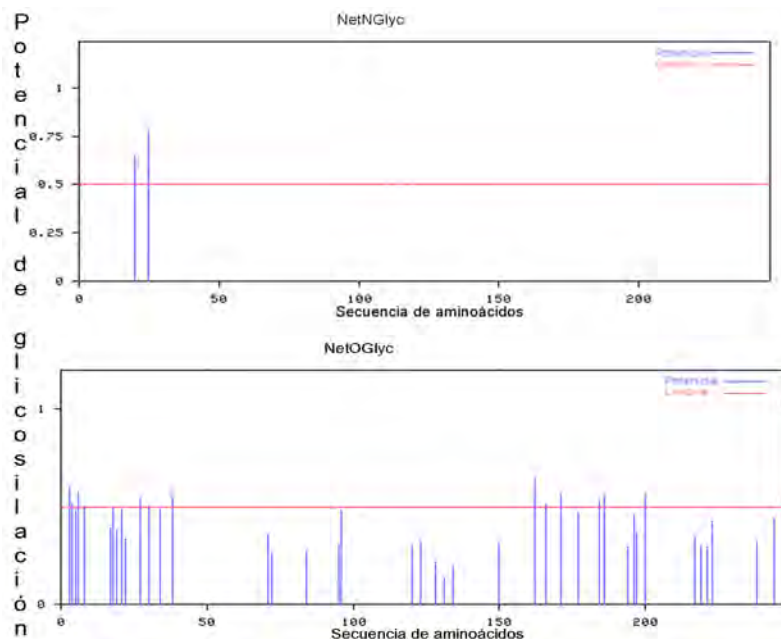 Potencial de glicosilación
NetNGlyc
1
0.75
0.5
0.25
0
0 50 100 150 200
Secuencia de aminoácidos
NetOGlyc
Potencial
1
0
0 50 100 150 200
Secuencia de aminoácidos